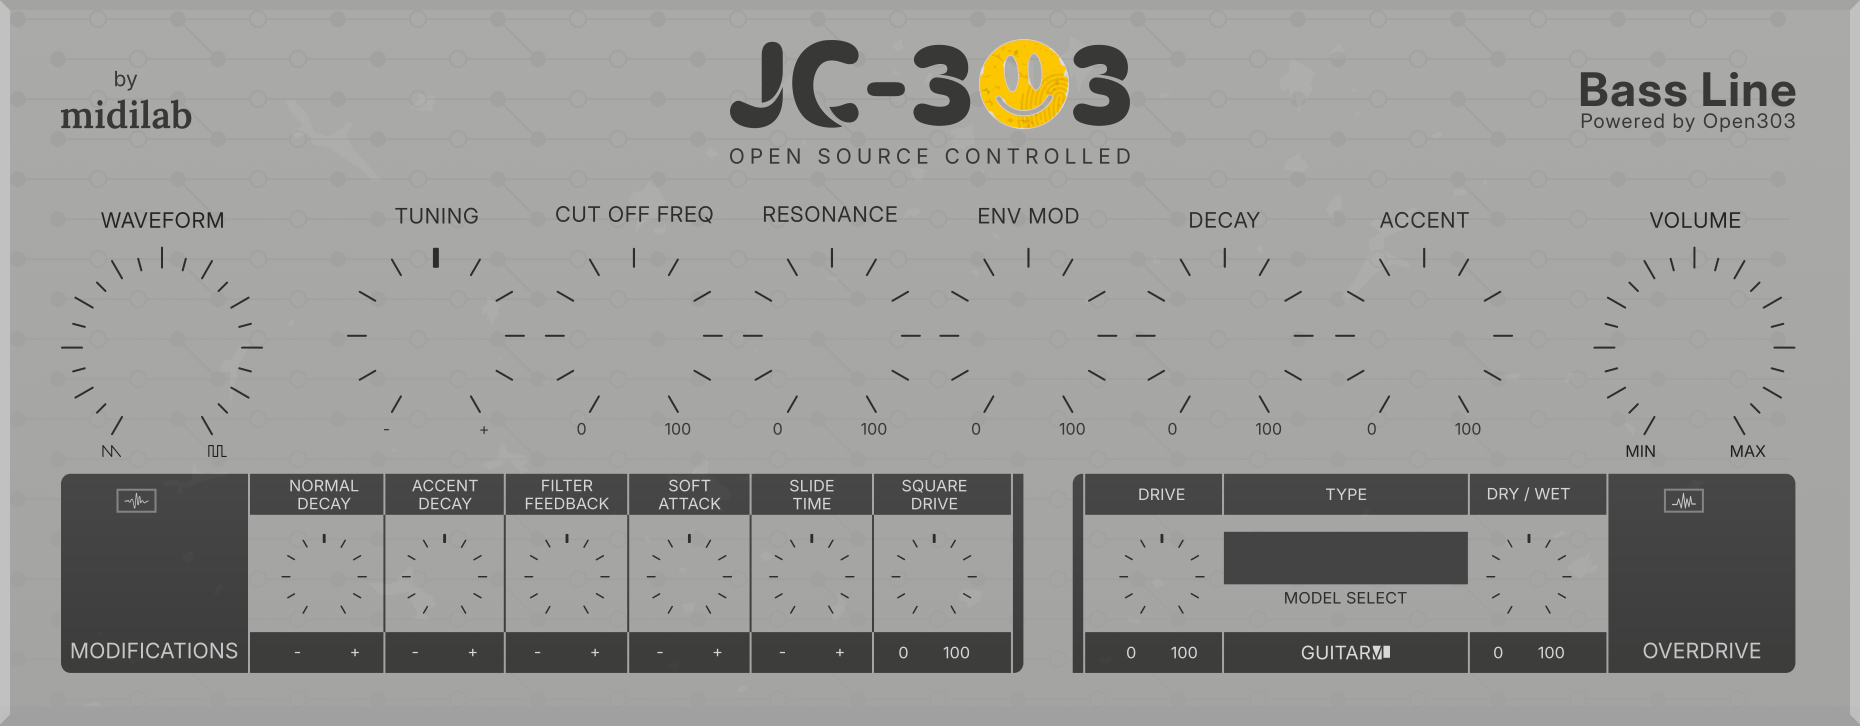 by
midilab
JC-303
OPEN SOURCE CONTROLLED
Bass Line
Powered by Open303
WAVEFORM
TUNING
CUT OFF FREQ
RESONANCE
ENV MOD
DECAY
ACCENT
VOLUME
- +
0 100
0 100
0 100
0 100
0 100
MIN MAX
MODIFICATIONS
NORMAL
DECAY
- +
ACCENT
DECAY
- +
FILTER
FEEDBACK
- +
SOFT
ATTACK
- +
SLIDE
TIME
- +
SQUARE
DRIVE
0 100
DRIVE
0 100
TYPE
MODEL SELECT
GUITARML
DRY / WET
0 100
OVERDRIVE